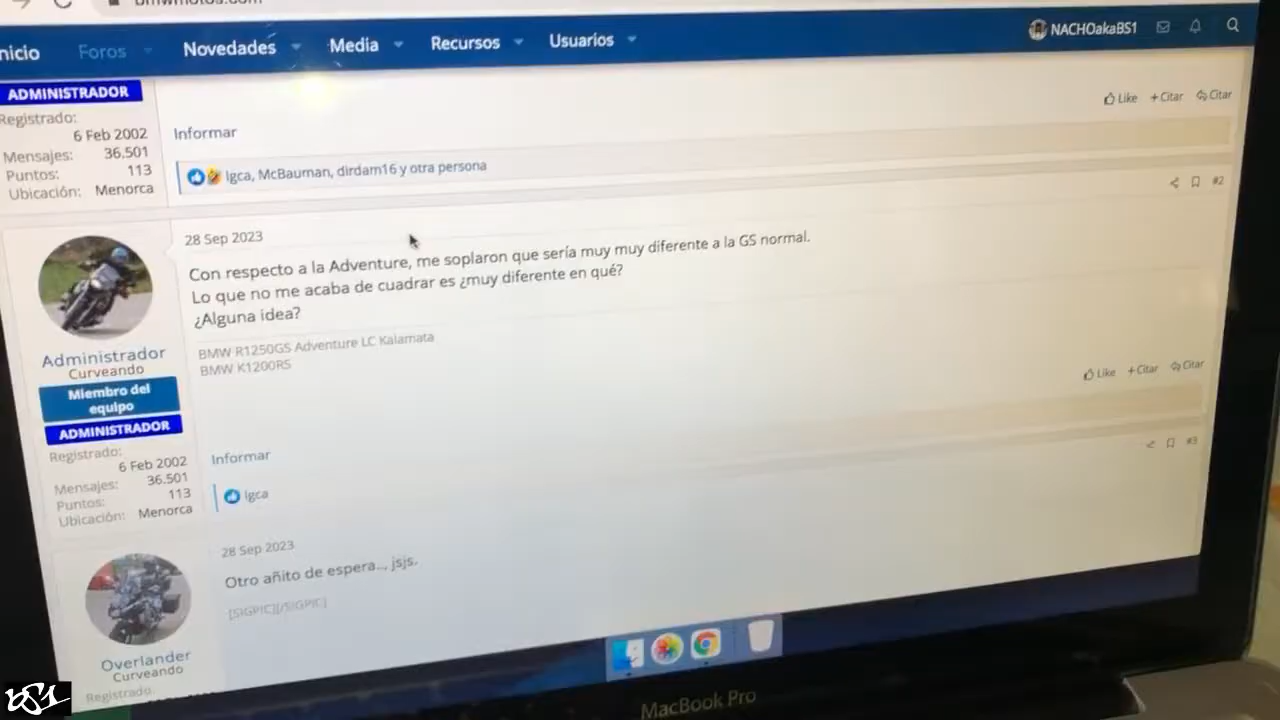 Foros
Novedades
Media
Recursos
Usuarios
NACHOakaBS1
ADMINISTRADOR
Registrado:
6 Feb 2002
Mensajes: 36.501
Puntos: 113
Ubicación: Menorca
Informar
Like
+ Citar
Citar
lgca, McBauman, dirdam16 y otra persona
#2
28 Sep 2023
Con respecto a la Adventure, me soplaron que sería muy muy diferente a la GS normal.
Lo que no me acaba de cuadrar es ¿muy diferente en qué?
¿Alguna idea?
BMW R1250GS Adventure LC Kalamata
BMW K1200RS
Administrador
Curveando
Miembro del
equipo
ADMINISTRADOR
Registrado:
6 Feb 2002
Mensajes: 36.501
Puntos: 113
Ubicación: Menorca
Like
+ Citar
Citar
Informar
lgca
#3
28 Sep 2023
Otro añito de espera.., jsjs.
[SIGPIC][/SIGPIC]
Overlander
Curveando
Registrado:
MacBook Pro
BS1